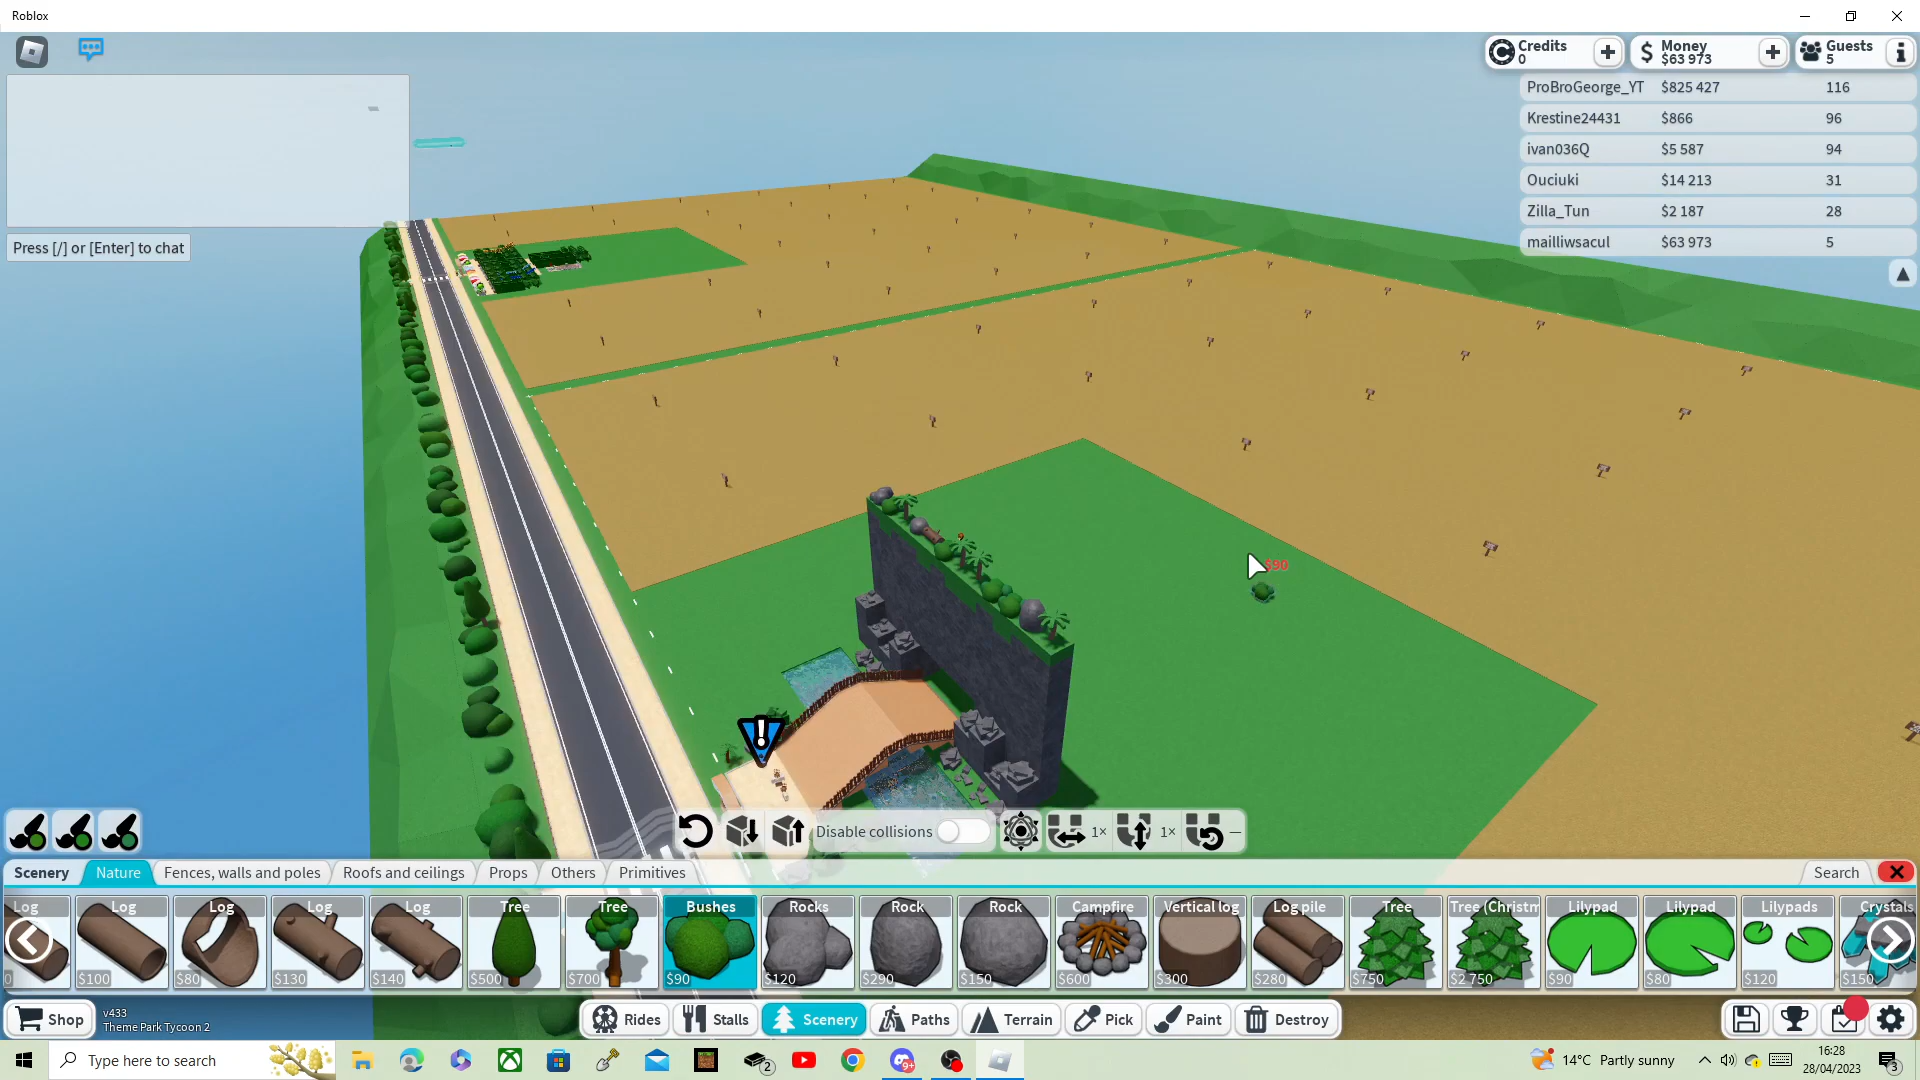 Roblox
Credits
0
Money
$63 973
Guests
5
ProBroGeorge_YT $825 427 116
Krestine24431 $866 96
ivan036Q $5 587 94
Ouciuki $14 213 31
Zilla_Tun $2 187 28
mailliwsacul $63 973 5
Press [/] or [Enter] to chat
$90
Disable collisions 1× 1× —
Scenery Nature Fences, walls and poles Roofs and ceilings Props Others Primitives Search
Log Log Log Log Log Tree Tree Bushes Rocks Rock Rock Campfire Vertical log Log pile Tree Tree (Christm Lilypad Lilypad Lilypads Crystals
0 $100 $80 $130 $140 $500 $700 $90 $120 $290 $150 $600 $300 $280 $750 $2 750 $90 $80 $120 $150
Shop
v433
Theme Park Tycoon 2
Rides Stalls Scenery Paths Terrain Pick Paint Destroy
Type here to search
2
9+
14°C Partly sunny
16:28
28/04/2023
3